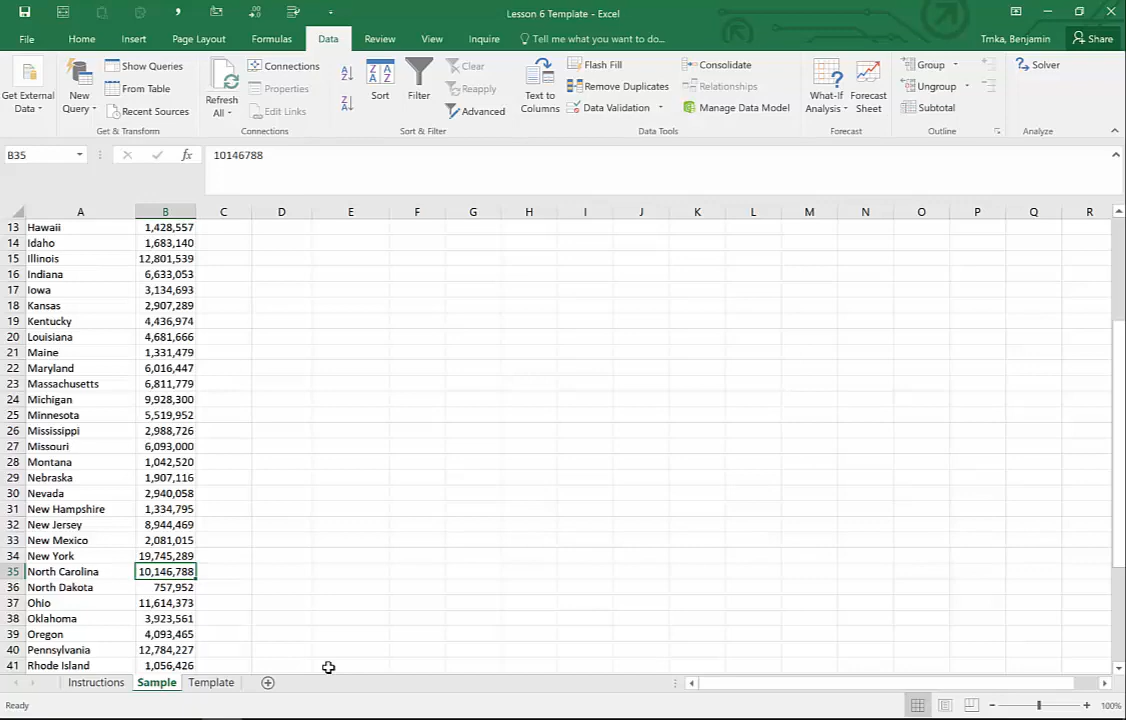 Lesson 6 Template - Excel
File Home Insert Page Layout Formulas Data Review View Inquire Tell me what you want to do... Trnka, Benjamin Share
Get External Data
New Query
Show Queries
From Table
Recent Sources
Get & Transform
Refresh All
Connections
Properties
Edit Links
Connections
Sort
Filter
Clear
Reapply
Advanced
Sort & Filter
Text to Columns
Flash Fill
Remove Duplicates
Data Validation
Consolidate
Relationships
Manage Data Model
Data Tools
What-If Analysis
Forecast Sheet
Forecast
Group
Ungroup
Subtotal
Outline
Solver
Analyze
B35 fx 10146788
A B C D E F G H I J K L M N O P Q R
13 Hawaii 1,428,557
14 Idaho 1,683,140
15 Illinois 12,801,539
16 Indiana 6,633,053
17 Iowa 3,134,693
18 Kansas 2,907,289
19 Kentucky 4,436,974
20 Louisiana 4,681,666
21 Maine 1,331,479
22 Maryland 6,016,447
23 Massachusetts 6,811,779
24 Michigan 9,928,300
25 Minnesota 5,519,952
26 Mississippi 2,988,726
27 Missouri 6,093,000
28 Montana 1,042,520
29 Nebraska 1,907,116
30 Nevada 2,940,058
31 New Hampshire 1,334,795
32 New Jersey 8,944,469
33 New Mexico 2,081,015
34 New York 19,745,289
35 North Carolina 10,146,788
36 North Dakota 757,952
37 Ohio 11,614,373
38 Oklahoma 3,923,561
39 Oregon 4,093,465
40 Pennsylvania 12,784,227
41 Rhode Island 1,056,426
Instructions Sample Template
Ready 100%